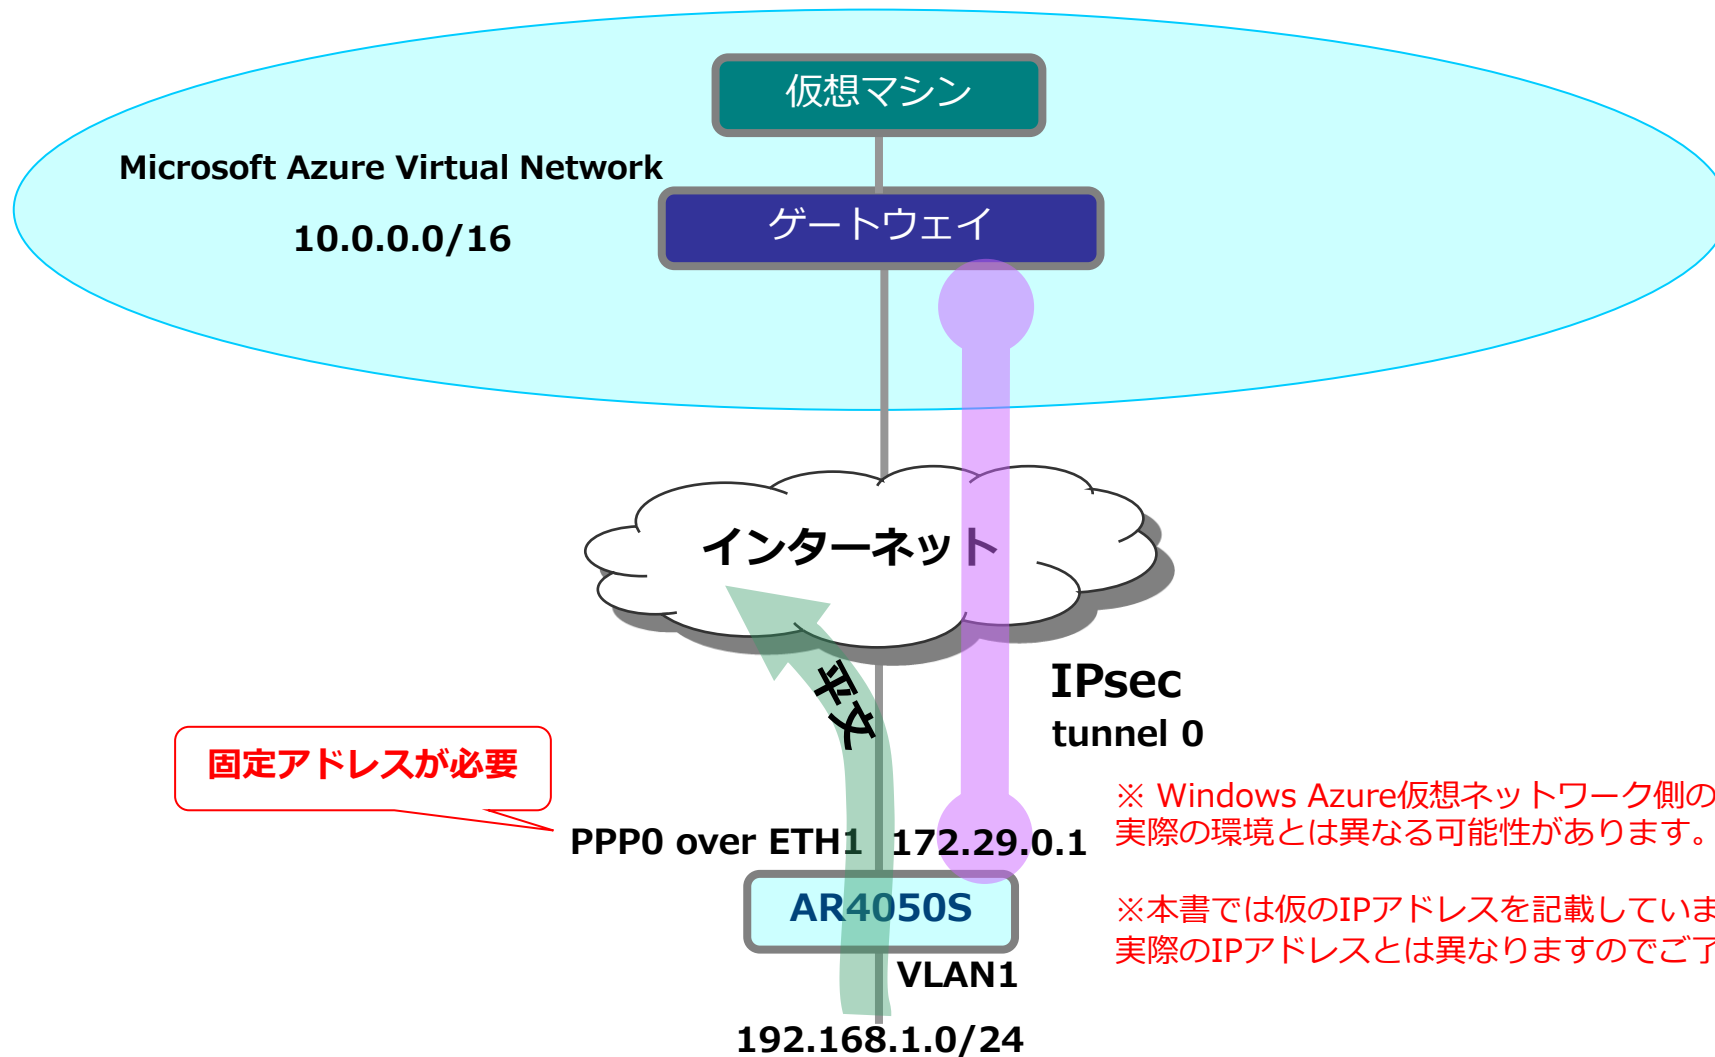 仮想マシン
Microsoft Azure Virtual Network
ゲートウェイ
10.0.0.0/16
インターネット
平文
IPsec
tunnel 0
固定アドレスが必要
※ Windows Azure仮想ネットワーク側の
実際の環境とは異なる可能性があります。
PPP0 over ETH1
172.29.0.1
AR4050S
※本書では仮のIPアドレスを記載していま
実際のIPアドレスとは異なりますのでご了
VLAN1
192.168.1.0/24